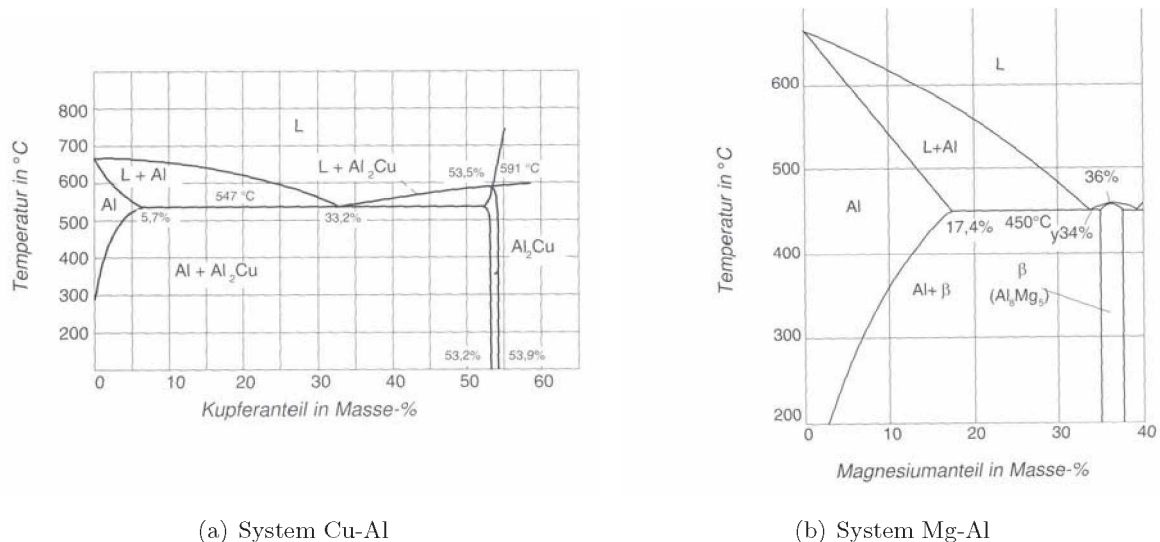 Temperatur in °C
800
700
600
500
400
300
200
L
L + Al
L + Al2Cu
53,5%
591 °C
547 °C
Al
5,7%
33,2%
Al2Cu
Al + Al2Cu
53,2%
53,9%
0 10 20 30 40 50 60
Kupferanteil in Masse-%
(a) System Cu-Al
Temperatur in °C
600
500
400
300
200
L
L+Al
36%
Al
17,4%
450°C
y34%
Al+ β
β
(Al8Mg5)
0 10 20 30 40
Magnesiumanteil in Masse-%
(b) System Mg-Al